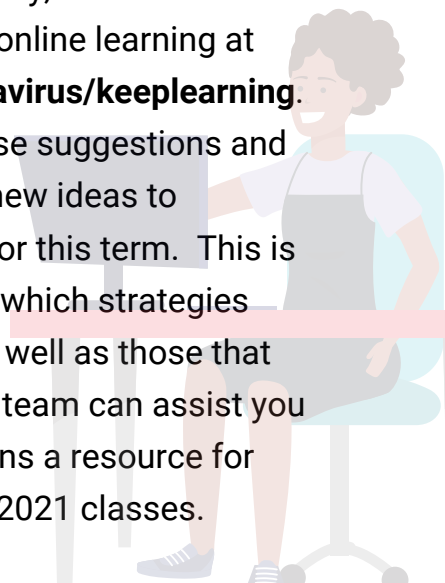 online learning at
avirus/keeplearning.
se suggestions and
new ideas to
or this term. This is
which strategies
well as those that
team can assist you
ns a resource for
2021 classes.